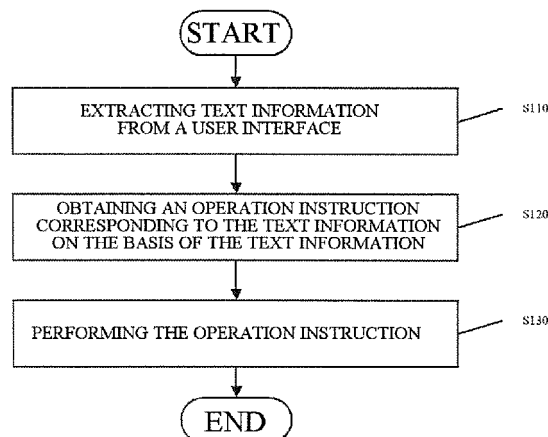 START
EXTRACTING TEXT INFORMATION
FROM A USER INTERFACE
S110
OBTAINING AN OPERATION INSTRUCTION
CORRESPONDING TO THE TEXT INFORMATION
ON THE BASIS OF THE TEXT INFORMATION
S120
PERFORMING THE OPERATION INSTRUCTION
S130
END